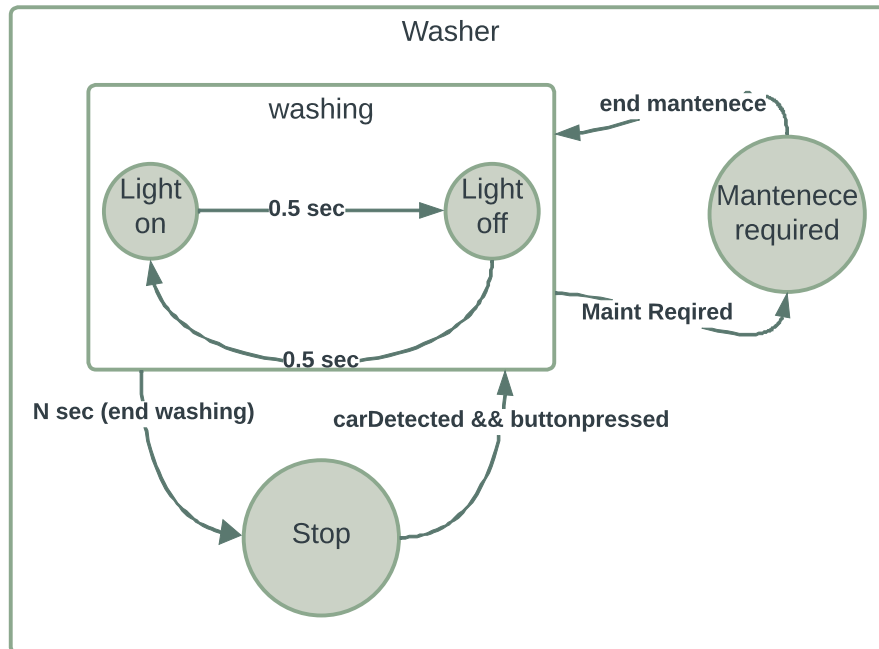 Washer
washing
end mantenece
Light
on
0.5 sec
Light
off
Mantenece
required
Maint Reqired
0.5 sec
N sec (end washing)
carDetected && buttonpressed
Stop